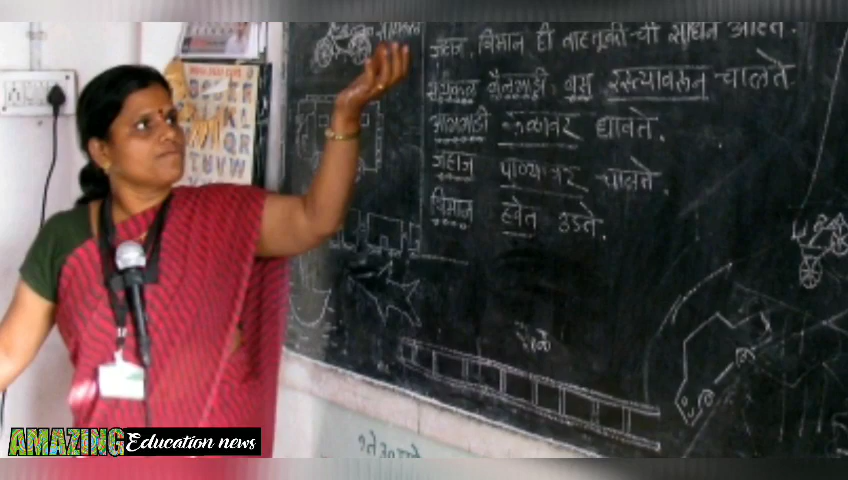 जहाज, विमान ही वाहतूकीची साधने आहेत.
सायकल, बैलगाडी, बस रस्त्यावरून चालते
आगगाडी रुळावर धावते.
जहाज पाण्यावर चालते.
विमान हवेत उडते.
रुळ
AMAZING Education news